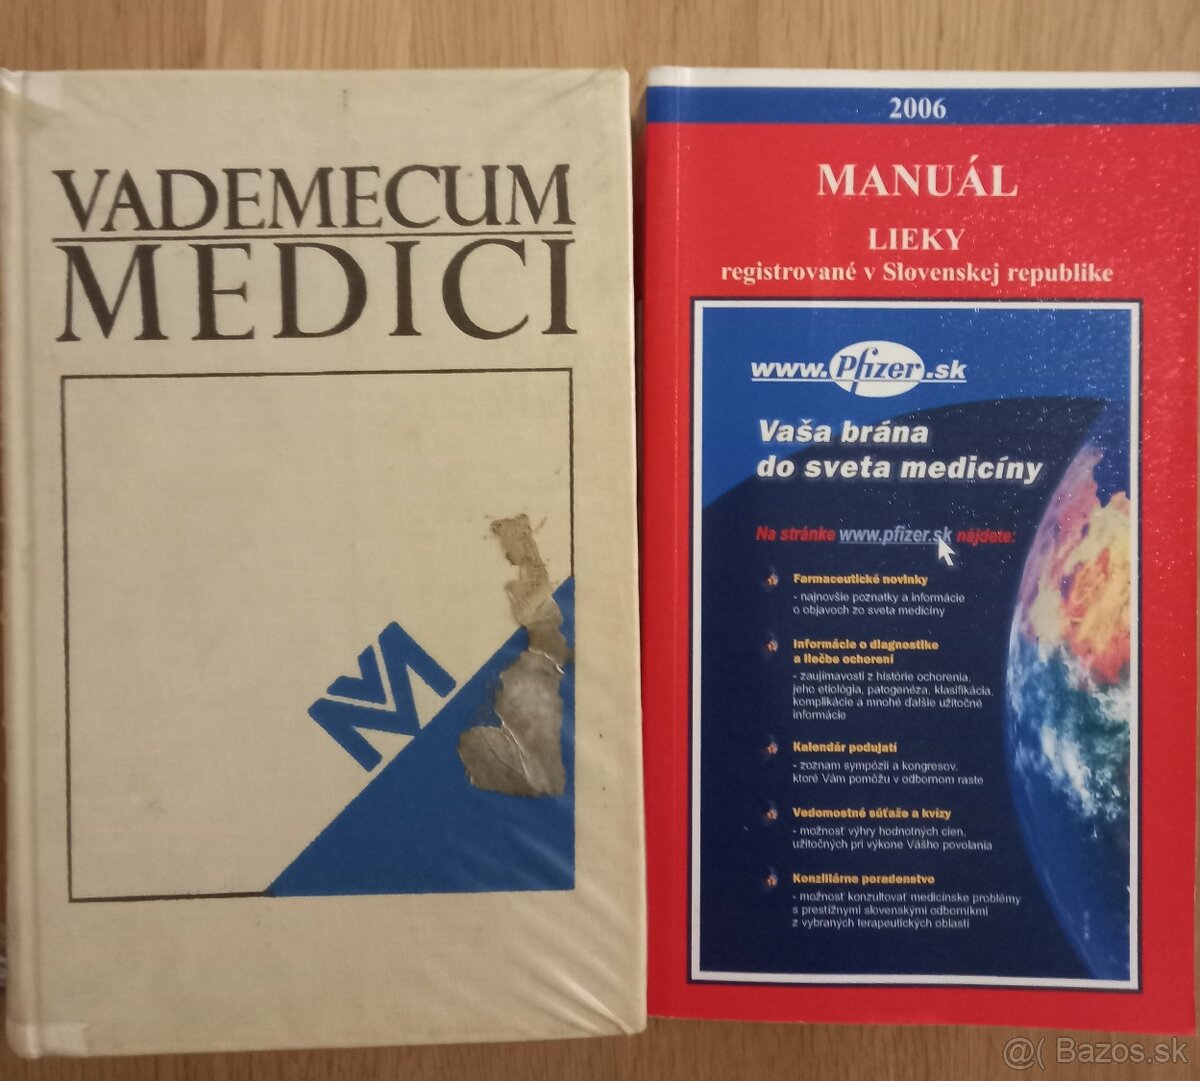 VADEMECUM
MEDICI
VM
2006
MANUÁL
LIEKY
registrované v Slovenskej republike
www.Pfizer.sk
Vaša brána
do sveta medicíny
Na stránke www.pfizer.sk nájdete:
Farmaceutické novinky
- najnovšie poznatky a informácie
o objavoch zo sveta medicíny
Informácie o diagnostike
a liečbe ochorení
- zaujímavosti z histórie ochorenia,
jeho etiológia, patogenéza, klasifikácia,
komplikácie a mnohé ďalšie užitočné
informácie
Kalendár podujatí
- zoznam sympózií a kongresov,
ktoré Vám pomôžu v odbornom raste
Vedomostné súťaže a kvízy
- možnosť výhry hodnotných cien,
užitočných pri výkone Vášho povolania
Konziliárne poradenstvo
- možnosť konzultovať medicínske problémy
s prestížnymi slovenskými odborníkmi
z vybraných terapeutických oblastí
@( Bazos.sk